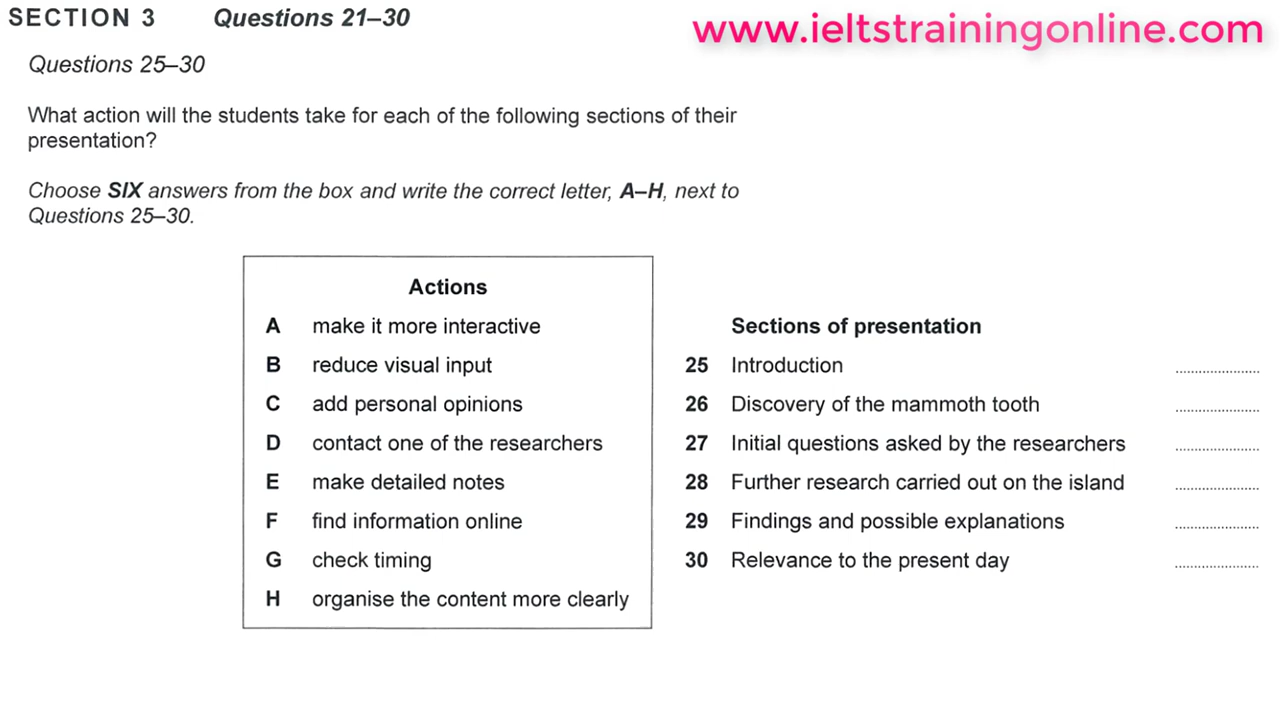 SECTION 3 Questions 21–30
www.ieltstrainingonline.com
Questions 25–30
What action will the students take for each of the following sections of their
presentation?
Choose SIX answers from the box and write the correct letter, A–H, next to
Questions 25–30.
Actions
A make it more interactive
B reduce visual input
C add personal opinions
D contact one of the researchers
E make detailed notes
F find information online
G check timing
H organise the content more clearly
Sections of presentation
25 Introduction ......................
26 Discovery of the mammoth tooth ......................
27 Initial questions asked by the researchers ......................
28 Further research carried out on the island ......................
29 Findings and possible explanations ......................
30 Relevance to the present day ......................